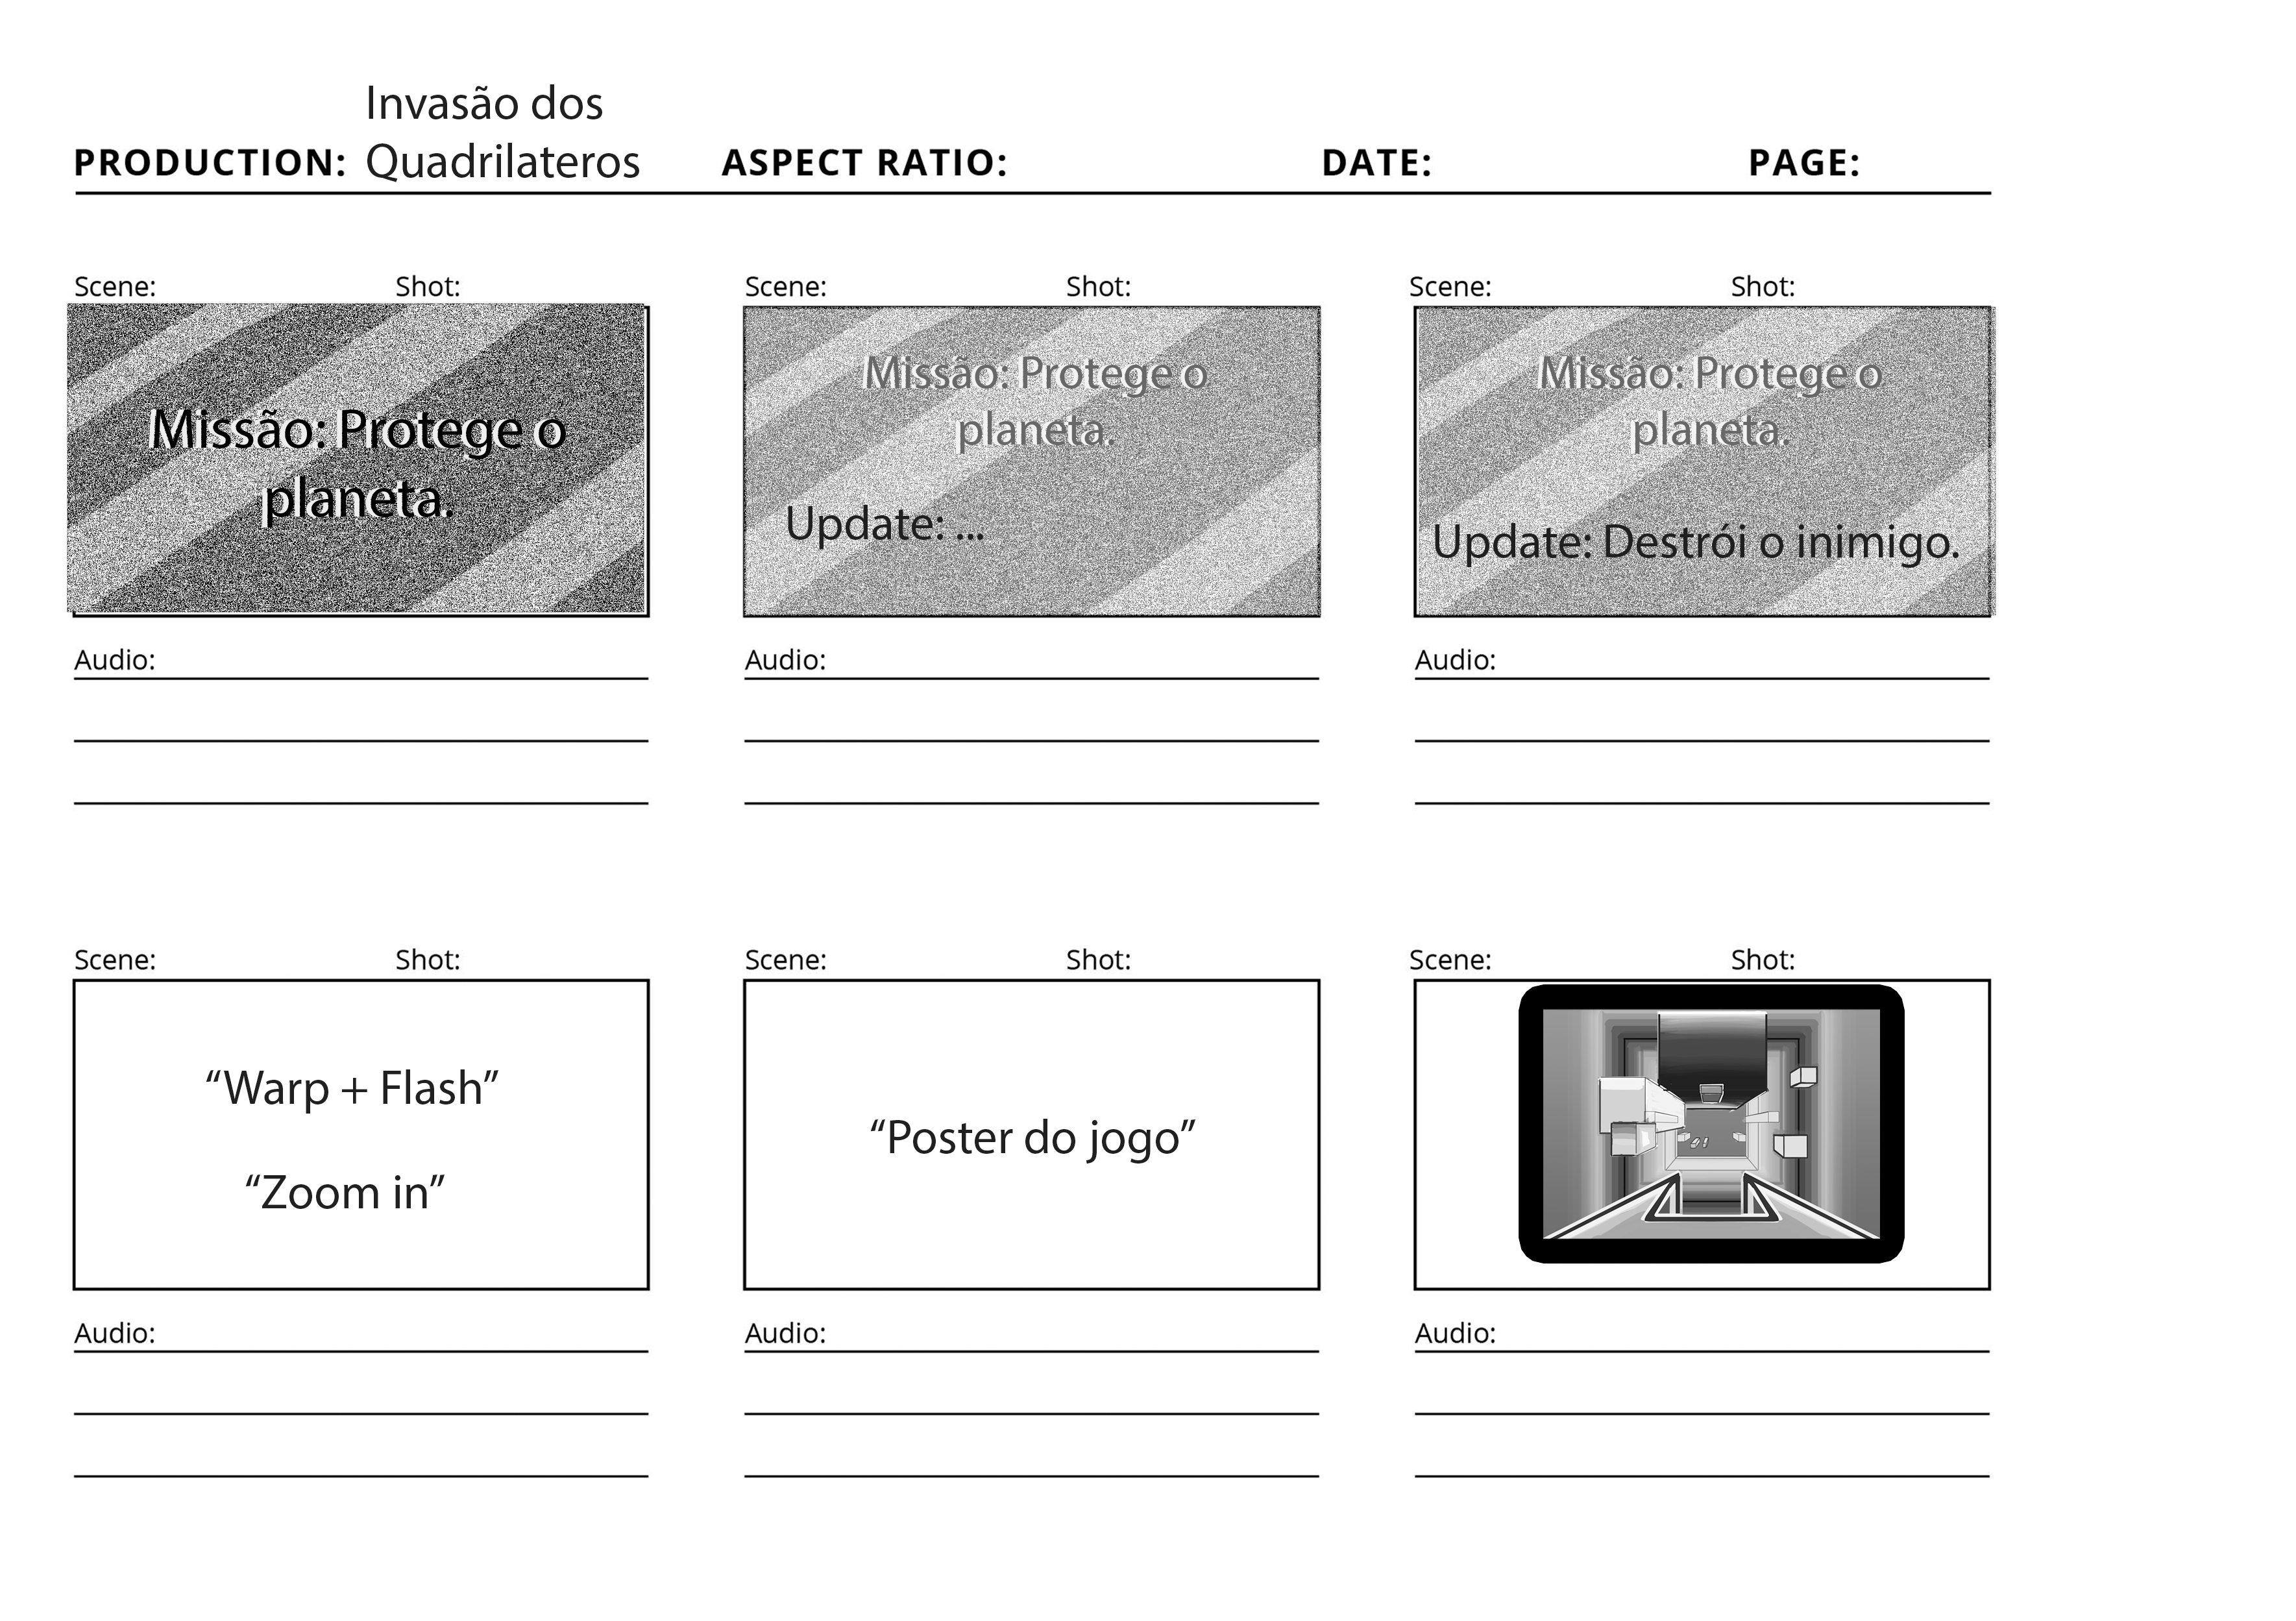 Invasão dos
PRODUCTION: Quadrilateros ASPECT RATIO: DATE: PAGE:
Scene: Shot: Scene: Shot: Scene: Shot:
Missão: Protege o
planeta.
Missão: Protege o
planeta.
Update: ...
Missão: Protege o
planeta.
Update: Destrói o inimigo.
Audio: Audio: Audio:
Scene: Shot: Scene: Shot: Scene: Shot:
“Warp + Flash”
“Zoom in”
“Poster do jogo”
Audio: Audio: Audio: